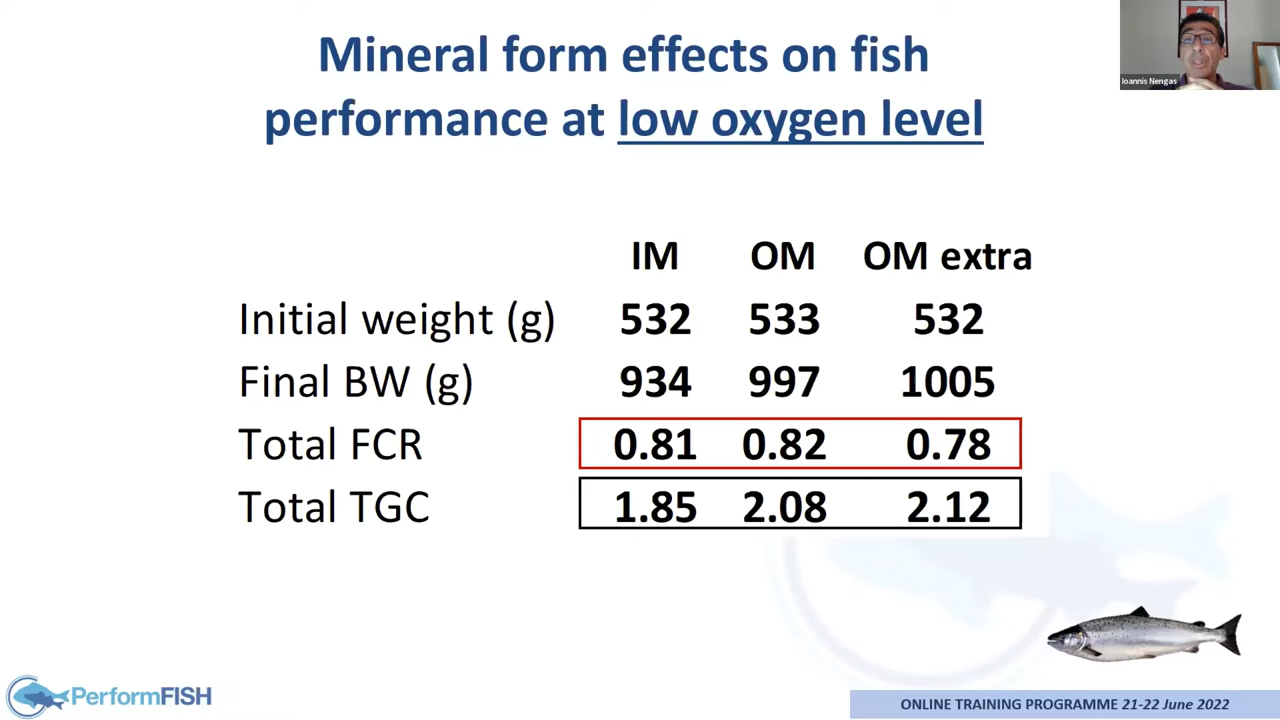 Mineral form effects on fish
performance at low oxygen level
Ioannis Nengas
IM OM OM extra
Initial weight (g) 532 533 532
Final BW (g) 934 997 1005
Total FCR 0.81 0.82 0.78
Total TGC 1.85 2.08 2.12
PerformFISH
ONLINE TRAINING PROGRAMME 21-22 June 2022